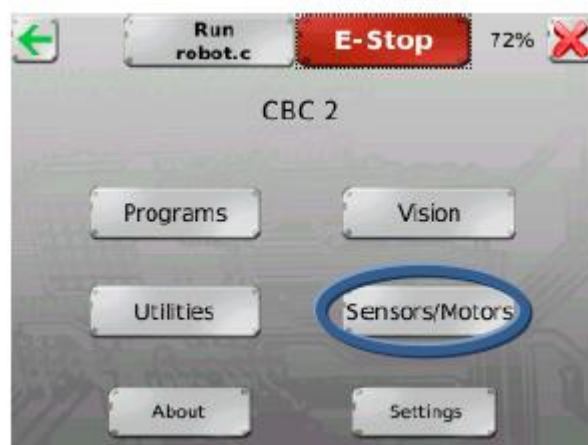 Run
robot.c
E-Stop
72%
CBC 2
Programs
Vision
Utilities
Sensors/Motors
About
Settings